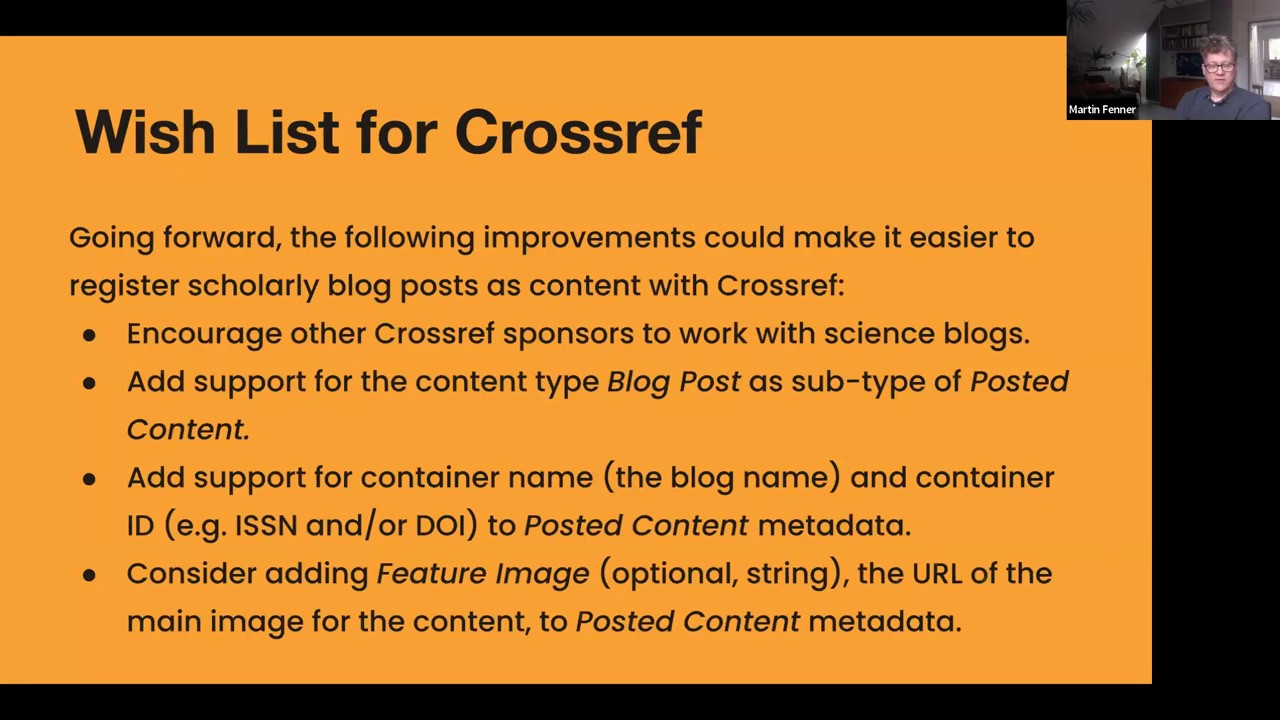 Wish List for Crossref
Martin Fenner
Going forward, the following improvements could make it easier to
register scholarly blog posts as content with Crossref:
● Encourage other Crossref sponsors to work with science blogs.
● Add support for the content type Blog Post as sub-type of Posted
Content.
● Add support for container name (the blog name) and container
ID (e.g. ISSN and/or DOI) to Posted Content metadata.
● Consider adding Feature Image (optional, string), the URL of the
main image for the content, to Posted Content metadata.